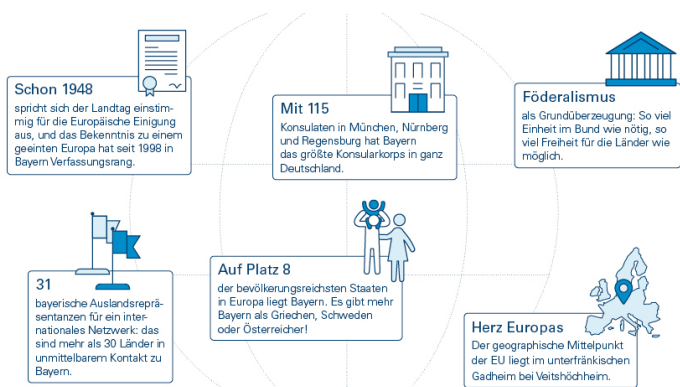 Schon 1948
spricht sich der Landtag einstim-
mig für die Europäische Einigung
aus, und das Bekenntnis zu einem
geeinten Europa hat seit 1998 in
Bayern Verfassungsrang.
Mit 115
Konsulaten in München, Nürnberg
und Regensburg hat Bayern
das größte Konsularkorps in ganz
Deutschland.
Föderalismus
als Grundüberzeugung: So viel
Einheit im Bund wie nötig, so
viel Freiheit für die Länder wie
möglich.
31
bayerische Auslandsreprä-
sentanzen für ein inter-
nationales Netzwerk: das
sind mehr als 30 Länder in
unmittelbarem Kontakt zu
Bayern.
Auf Platz 8
der bevölkerungsreichsten Staaten
in Europa liegt Bayern. Es gibt mehr
Bayern als Griechen, Schweden
oder Österreicher!
Herz Europas
Der geographische Mittelpunkt
der EU liegt im unterfränkischen
Gadheim bei Veitshöchheim.